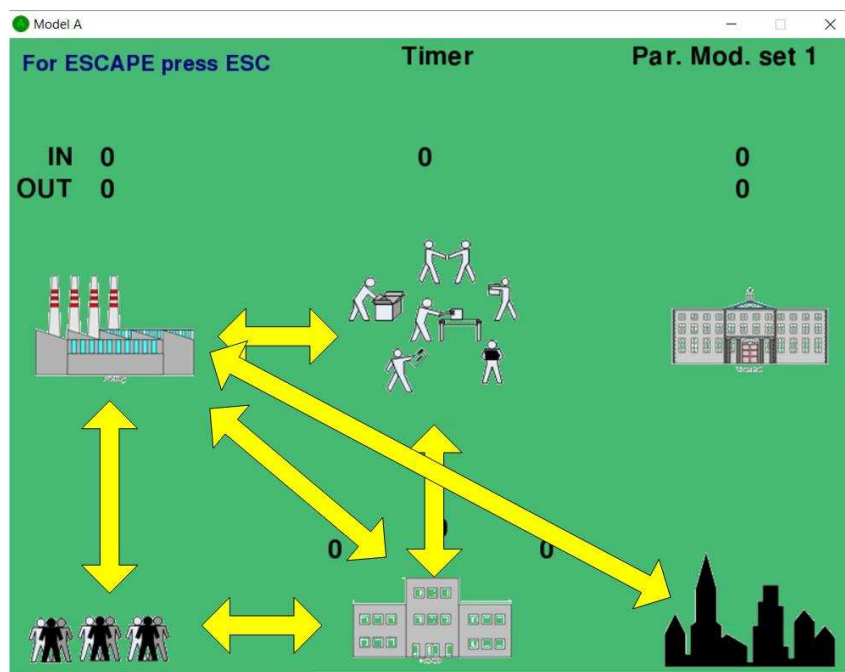 Model A
For ESCAPE press ESC
Timer
Par. Mod. set 1
IN 0 0 0
OUT 0 0
0 0